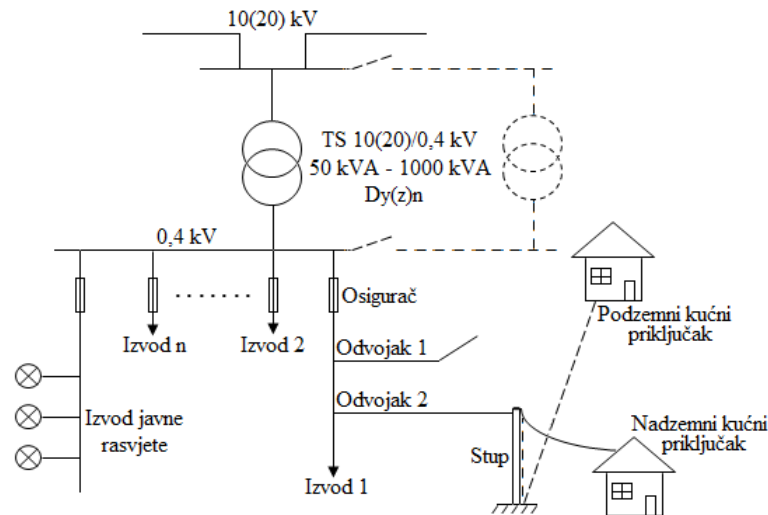 10(20) kV
TS 10(20)/0,4 kV
50 kVA - 1000 kVA
Dy(z)n
0,4 kV
Osigurač
Podzemni kućni
priključak
Izvod n
Izvod 2
Odvojak 1
Odvojak 2
Izvod javne
rasvjete
Nadzemni kućni
priključak
Stup
Izvod 1